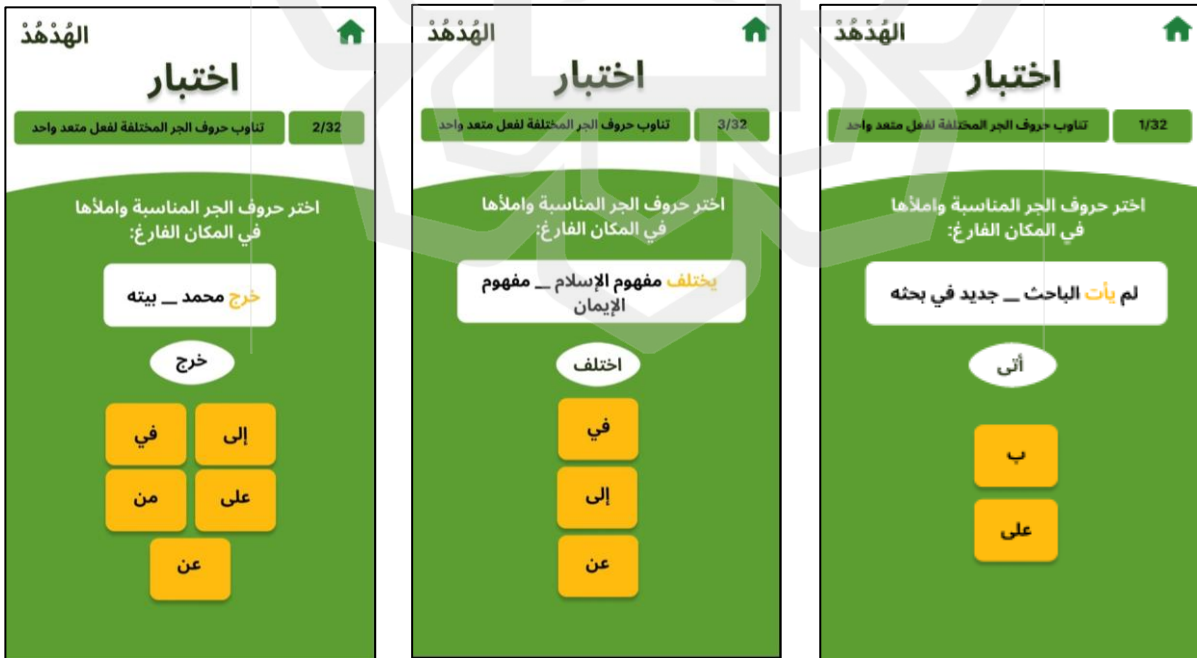 الهُدْهُدْ
اختبار
1/32
تناوب حروف الجر المختلفة لفعل متعد واحد
اختر حروف الجر المناسبة واملأها
في المكان الفارغ:
لم يأت الباحث __ جديد في بحثه
أتى
ب
على
الهُدْهُدْ
اختبار
3/32
تناوب حروف الجر المختلفة لفعل متعد واحد
اختر حروف الجر المناسبة واملأها
في المكان الفارغ:
يختلف مفهوم الإسلام __ مفهوم
الإيمان
اختلف
في
إلى
عن
الهُدْهُدْ
اختبار
2/32
تناوب حروف الجر المختلفة لفعل متعد واحد
اختر حروف الجر المناسبة واملأها
في المكان الفارغ:
خرج محمد __ بيته
خرج
إلى في
على من
عن